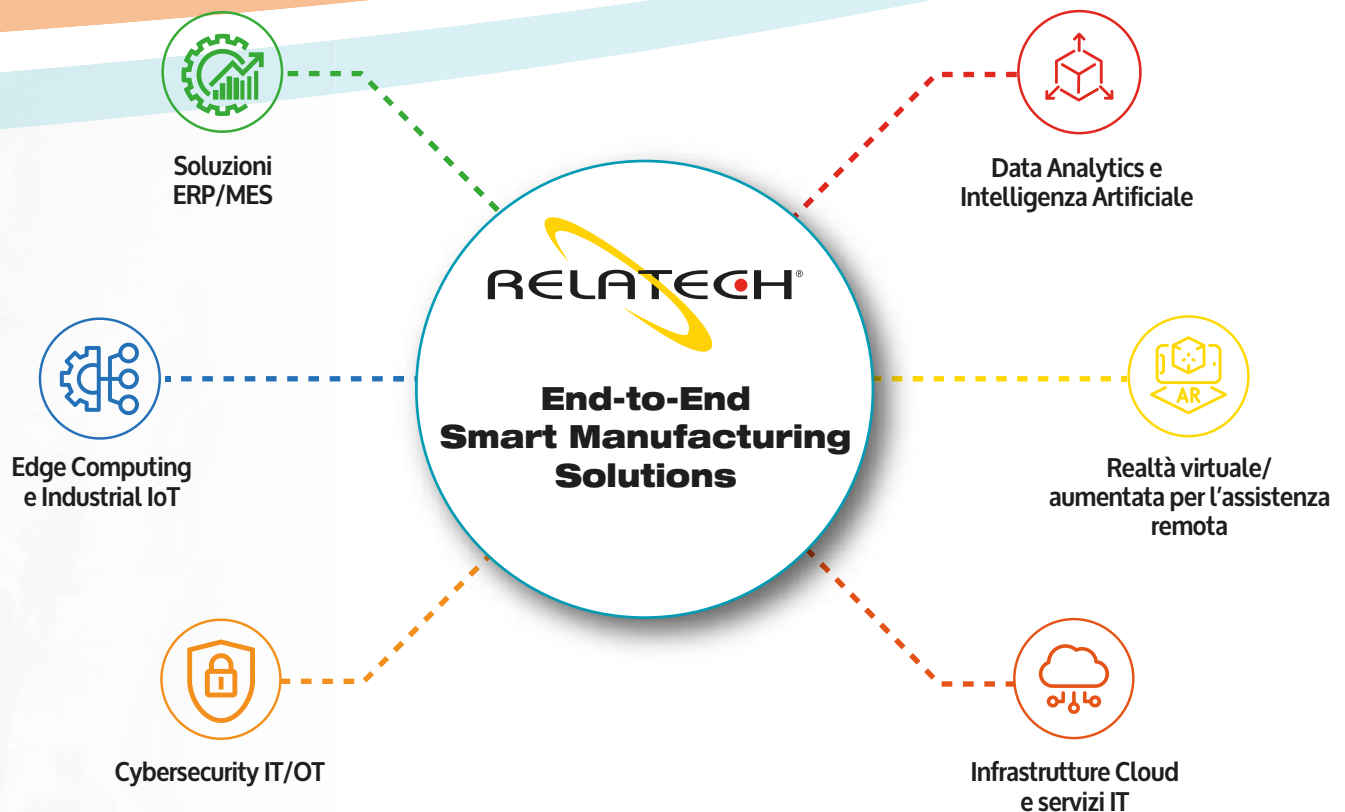 Soluzioni
ERP/MES
Data Analytics e
Intelligenza Artificiale
RELATECH®
End-to-End
Smart Manufacturing
Solutions
Edge Computing
e Industrial IoT
AR
Realtà virtuale/
aumentata per l’assistenza
remota
Cybersecurity IT/OT
Infrastrutture Cloud
e servizi IT